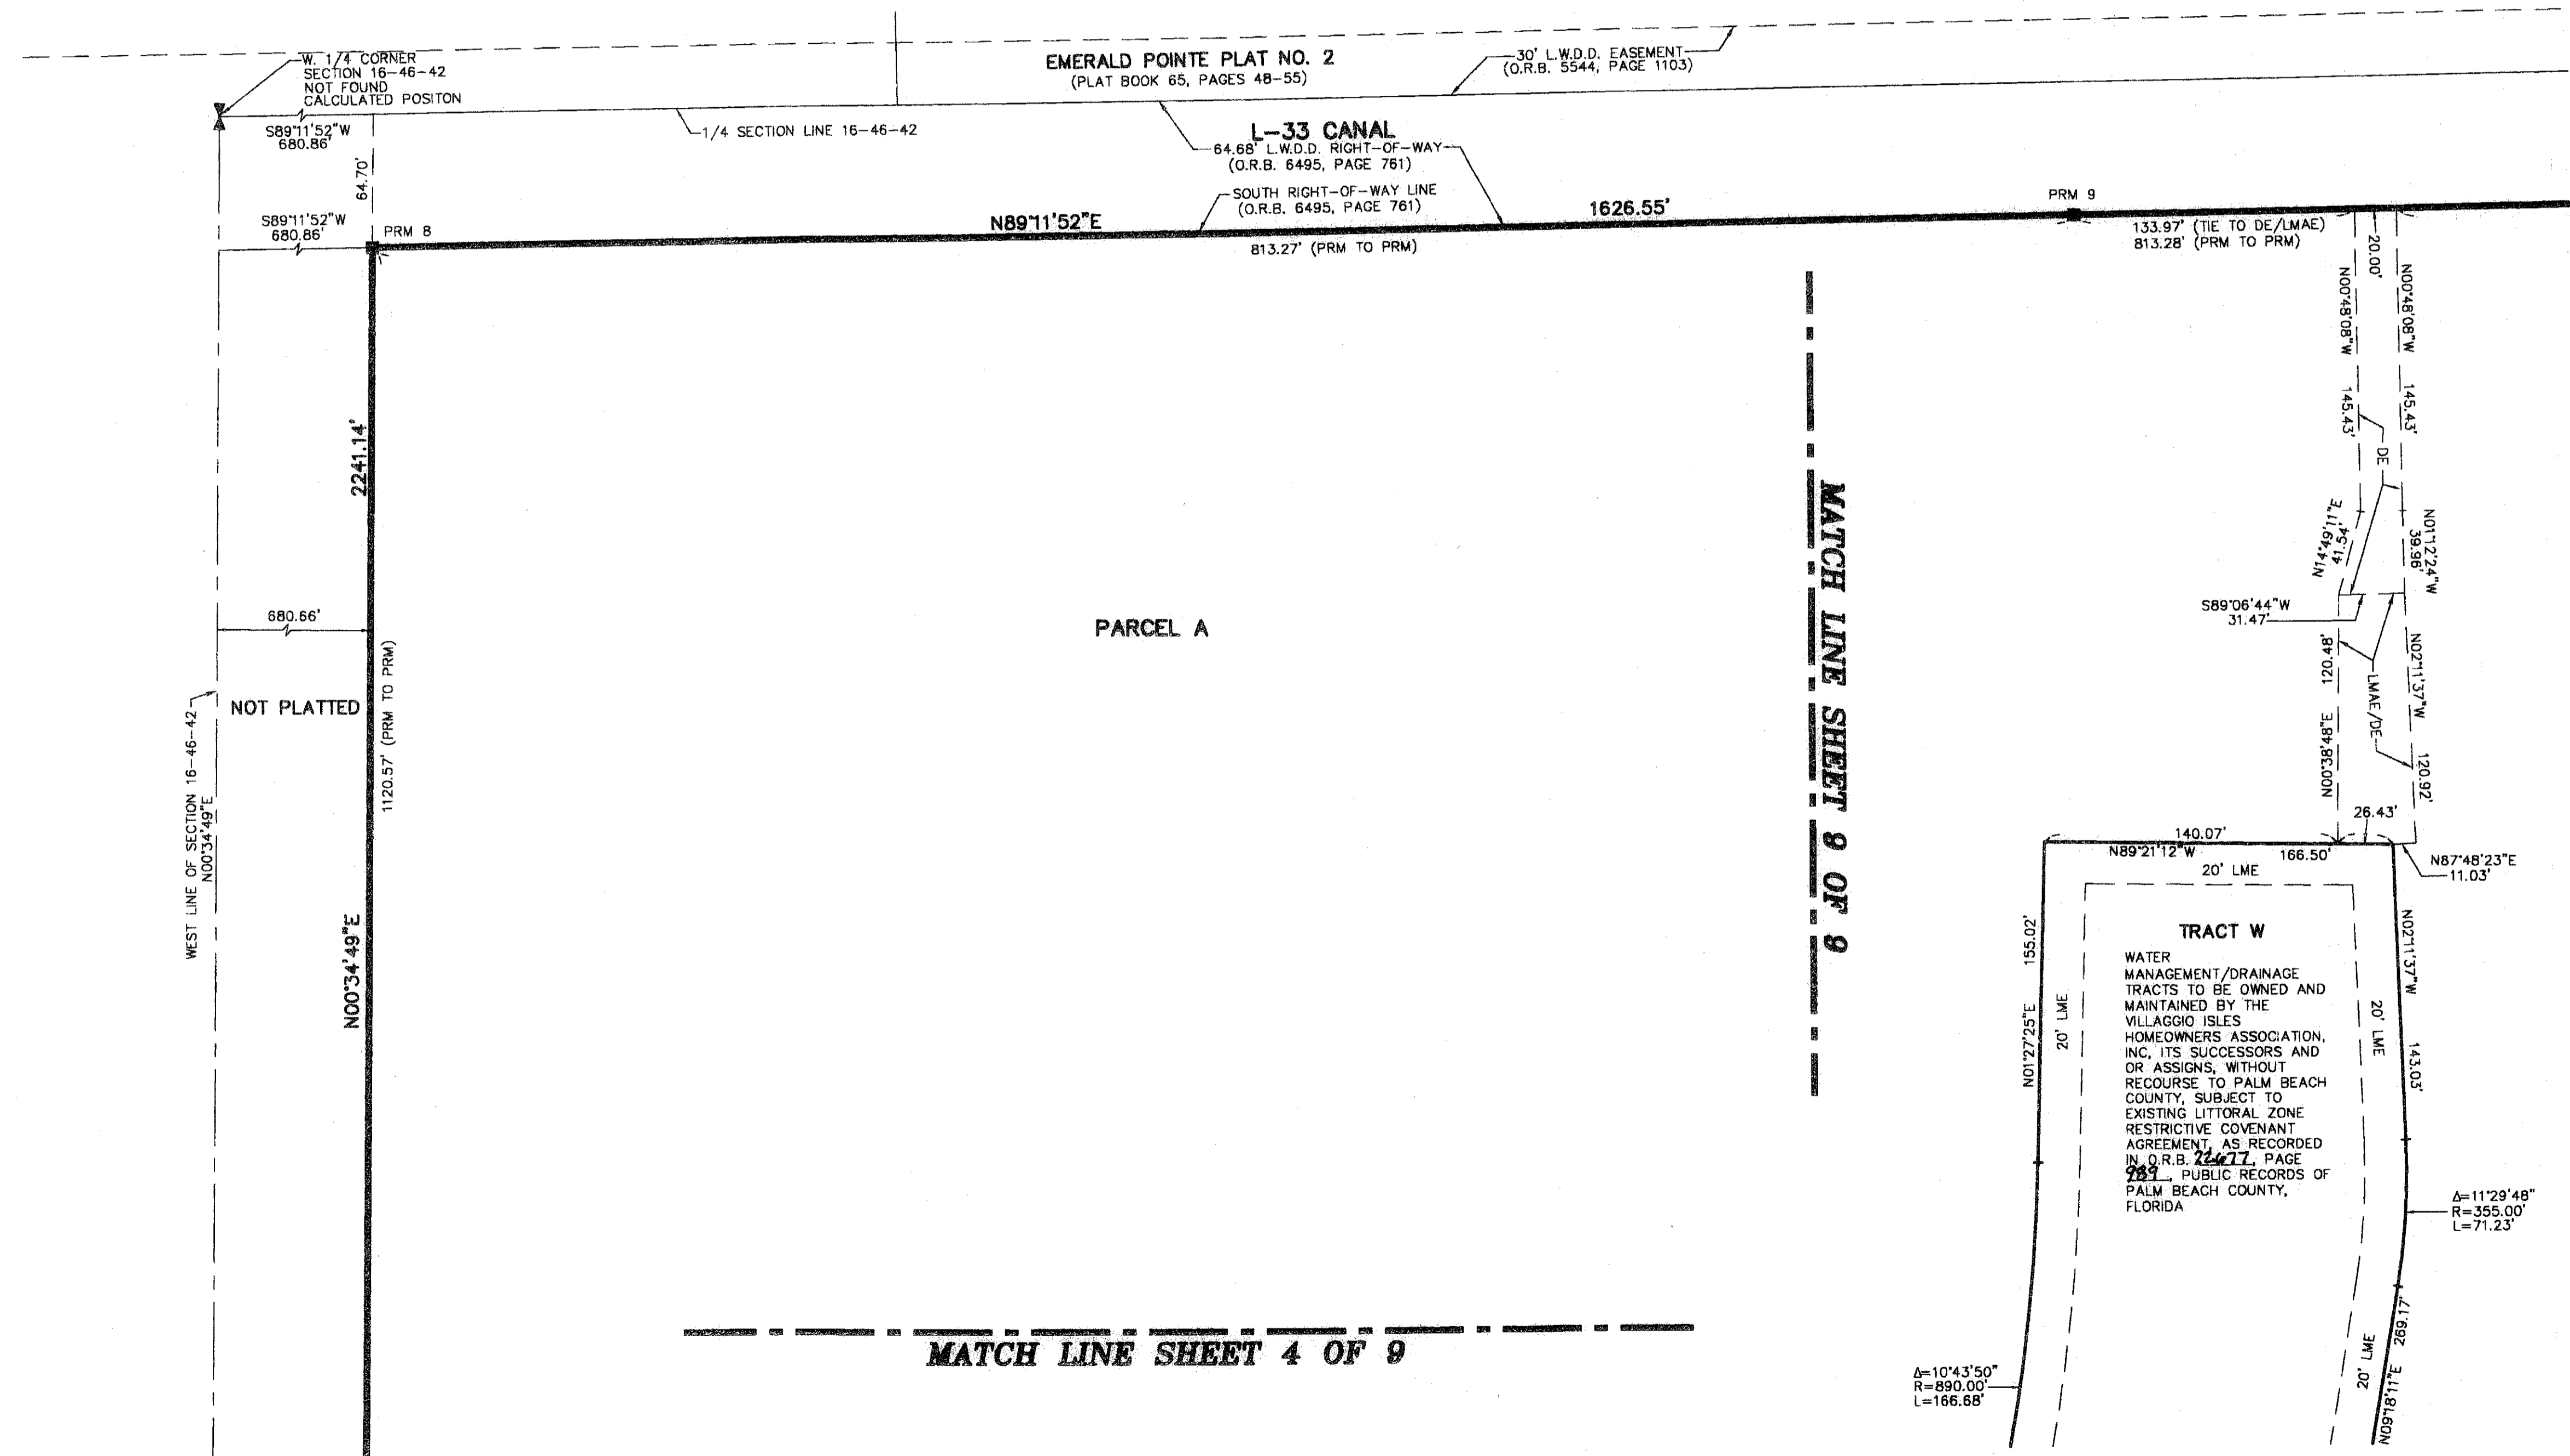 W. 1/4 CORNER
SECTION 16-46-42
NOT FOUND
CALCULATED POSITON
EMERALD POINTE PLAT NO. 2
(PLAT BOOK 65, PAGES 48-55)
30' L.W.D.D. EASEMENT
(O.R.B. 5544, PAGE 1103)
S89°11'52"W
680.86'
1/4 SECTION LINE 16-46-42
L-33 CANAL
64.68' L.W.D.D. RIGHT-OF-WAY
(O.R.B. 6495, PAGE 761)
64.70'
SOUTH RIGHT-OF-WAY LINE
(O.R.B. 6495, PAGE 761)
S89°11'52"W
680.86'
PRM 8
N89°11'52"E
1626.55'
813.27' (PRM TO PRM)
PRM 9
133.97' (TIE TO DE/LMAE)
813.28' (PRM TO PRM)
20.00'
N00°48'08"W 145.43'
N00°48'08"W 145.43'
DE
N14°49'11"E
41.54'
N01°12'24"W
39.96'
S89°06'44"W
31.47'
N00°38'48"E 120.48'
LMAE/DE
N02°11'37"W 120.92'
2241.14'
N00°34'49"E
1120.57' (PRM TO PRM)
680.66'
NOT PLATTED
WEST LINE OF SECTION 16-46-42
N00°34'49"E
PARCEL A
MATCH LINE SHEET 9 OF 9
MATCH LINE SHEET 4 OF 9
26.43'
140.07'
N89°21'12"W 166.50'
N87°48'23"E
11.03'
20' LME
155.02'
N01°27'25"E
20' LME
TRACT W
WATER
MANAGEMENT/DRAINAGE
TRACTS TO BE OWNED AND
MAINTAINED BY THE
VILLAGGIO ISLES
HOMEOWNERS ASSOCIATION,
INC, ITS SUCCESSORS AND
OR ASSIGNS, WITHOUT
RECOURSE TO PALM BEACH
COUNTY, SUBJECT TO
EXISTING LITTORAL ZONE
RESTRICTIVE COVENANT
AGREEMENT, AS RECORDED
IN O.R.B. 22677, PAGE
989, PUBLIC RECORDS OF
PALM BEACH COUNTY,
FLORIDA
20' LME
N02°11'37"W 143.03'
Δ=11°29'48"
R=355.00'
L=71.23'
Δ=10°43'50"
R=890.00'
L=166.68'
20' LME
N09°18'11"E 269.17'